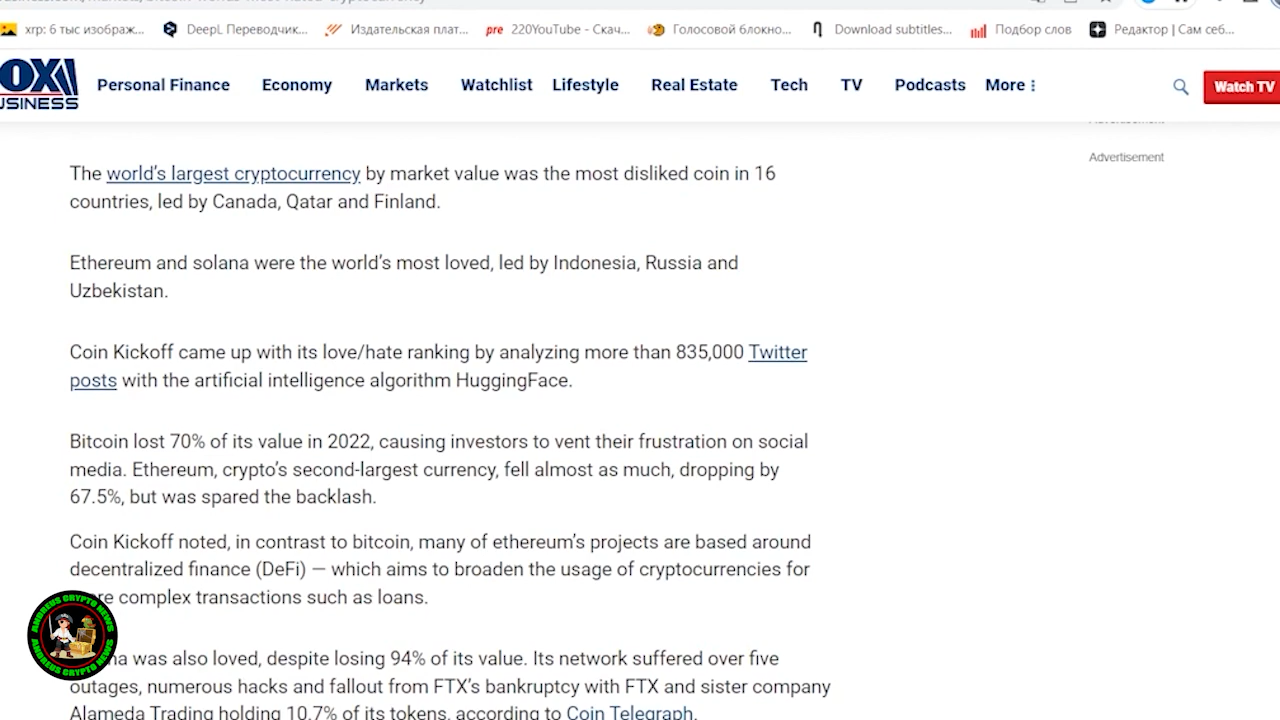 xrp: 6 тыс изображ...
DeepL Переводчик...
Издательская плат...
pre 220YouTube - Скач...
Голосовой блокно...
Download subtitles...
Подбор слов
Редактор | Сам себ...
OX
USINESS
Personal Finance
Economy
Markets
Watchlist
Lifestyle
Real Estate
Tech
TV
Podcasts
More
Watch TV
Advertisement
The world's largest cryptocurrency by market value was the most disliked coin in 16
countries, led by Canada, Qatar and Finland.
Ethereum and solana were the world's most loved, led by Indonesia, Russia and
Uzbekistan.
Coin Kickoff came up with its love/hate ranking by analyzing more than 835,000 Twitter
posts with the artificial intelligence algorithm HuggingFace.
Bitcoin lost 70% of its value in 2022, causing investors to vent their frustration on social
media. Ethereum, crypto's second-largest currency, fell almost as much, dropping by
67.5%, but was spared the backlash.
Coin Kickoff noted, in contrast to bitcoin, many of ethereum's projects are based around
decentralized finance (DeFi) — which aims to broaden the usage of cryptocurrencies for
complex transactions such as loans.
was also loved, despite losing 94% of its value. Its network suffered over five
outages, numerous hacks and fallout from FTX's bankruptcy with FTX and sister company
Alameda Trading holding 10.7% of its tokens, according to Coin Telegraph.
ANDREUS CRYPTO NEWS
ANDREUS CRYPTO NEWS